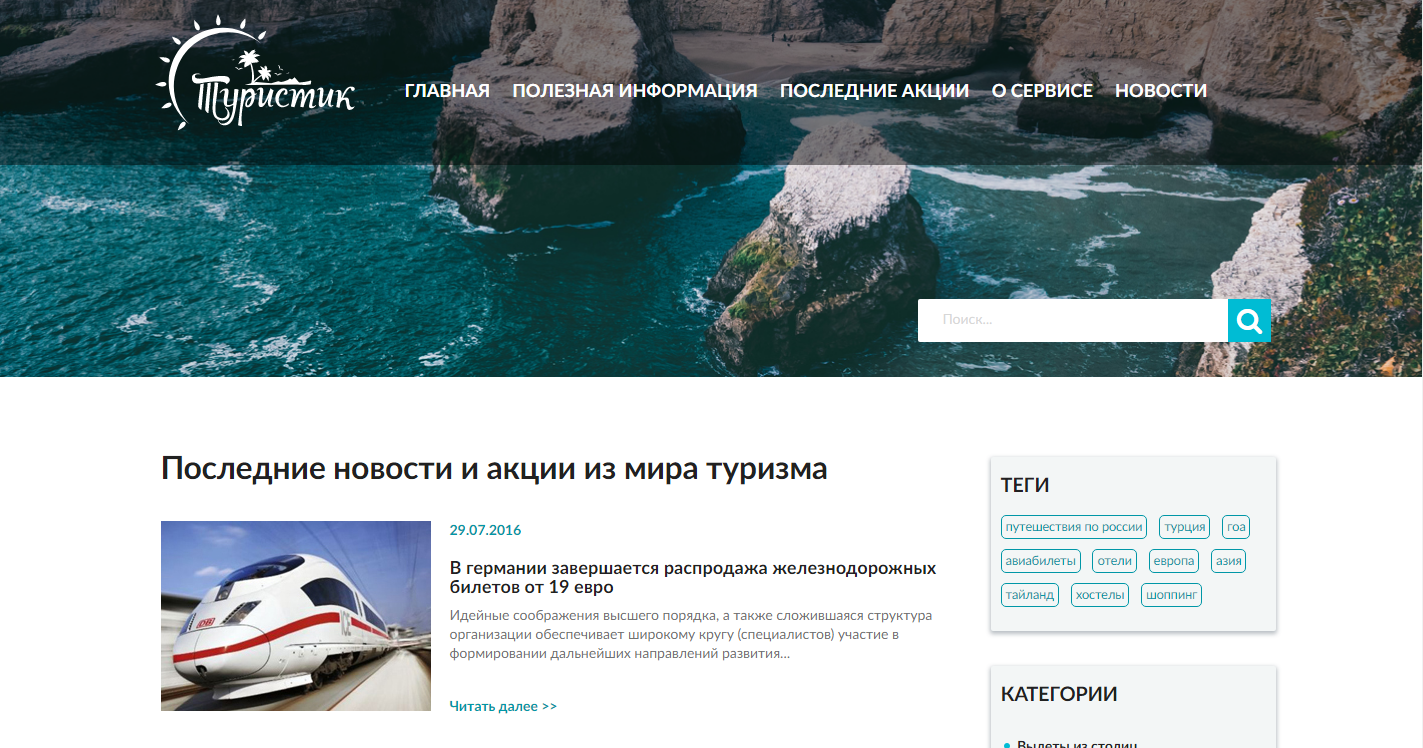 Туристик
ГЛАВНАЯ ПОЛЕЗНАЯ ИНФОРМАЦИЯ ПОСЛЕДНИЕ АКЦИИ О СЕРВИСЕ НОВОСТИ
Поиск...
Последние новости и акции из мира туризма
29.07.2016
В германии завершается распродажа железнодорожных
билетов от 19 евро
Идейные соображения высшего порядка, а также сложившаяся структура
организации обеспечивает широкому кругу (специалистов) участие в
формировании дальнейших направлений развития...
Читать далее >>
ТЕГИ
путешествия по россии турция гоа
авиабилеты отели европа азия
тайланд хостелы шоппинг
КАТЕГОРИИ
Вылеты из столиц